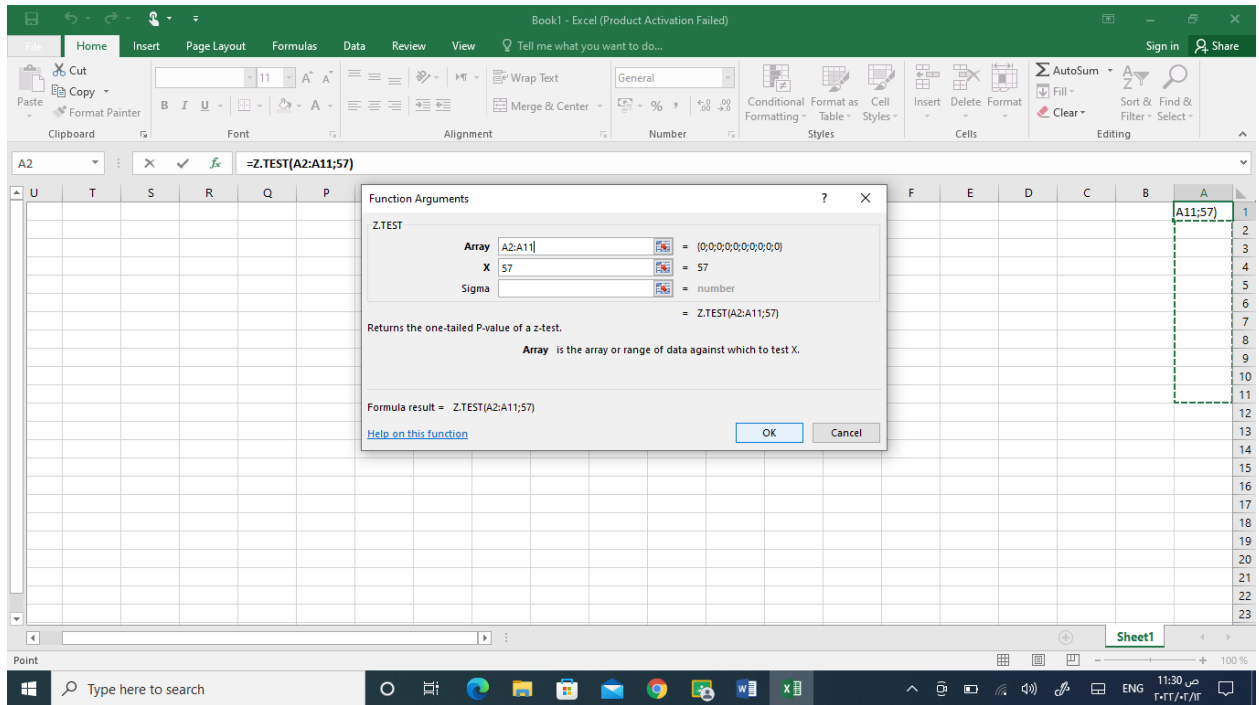 Book1 - Excel (Product Activation Failed)
File Home Insert Page Layout Formulas Data Review View Tell me what you want to do... Sign in Share
Paste
Cut
Copy
Format Painter
Clipboard
11 A A
B I U A
Font
Wrap Text
Merge & Center
Alignment
General
% ,
Number
Conditional Formatting
Format as Table
Cell Styles
Styles
Insert Delete Format
Cells
AutoSum
Fill
Clear
Sort & Filter
Find & Select
Editing
A2 fx =Z.TEST(A2:A11;57)
U T S R Q P F E D C B A
A11;57) 1
2
3
4
5
6
7
8
9
10
11
12
13
14
15
16
17
18
19
20
21
22
23
Function Arguments ? X
Z.TEST
Array A2:A11 = {0;0;0;0;0;0;0;0;0;0}
X 57 = 57
Sigma = number
= Z.TEST(A2:A11;57)
Returns the one-tailed P-value of a z-test.
Array is the array or range of data against which to test X.
Formula result = Z.TEST(A2:A11;57)
Help on this function OK Cancel
Sheet1
Point 100 %
Type here to search ENG 11:30 ص
٢٠٢٢/٠٢/١٢